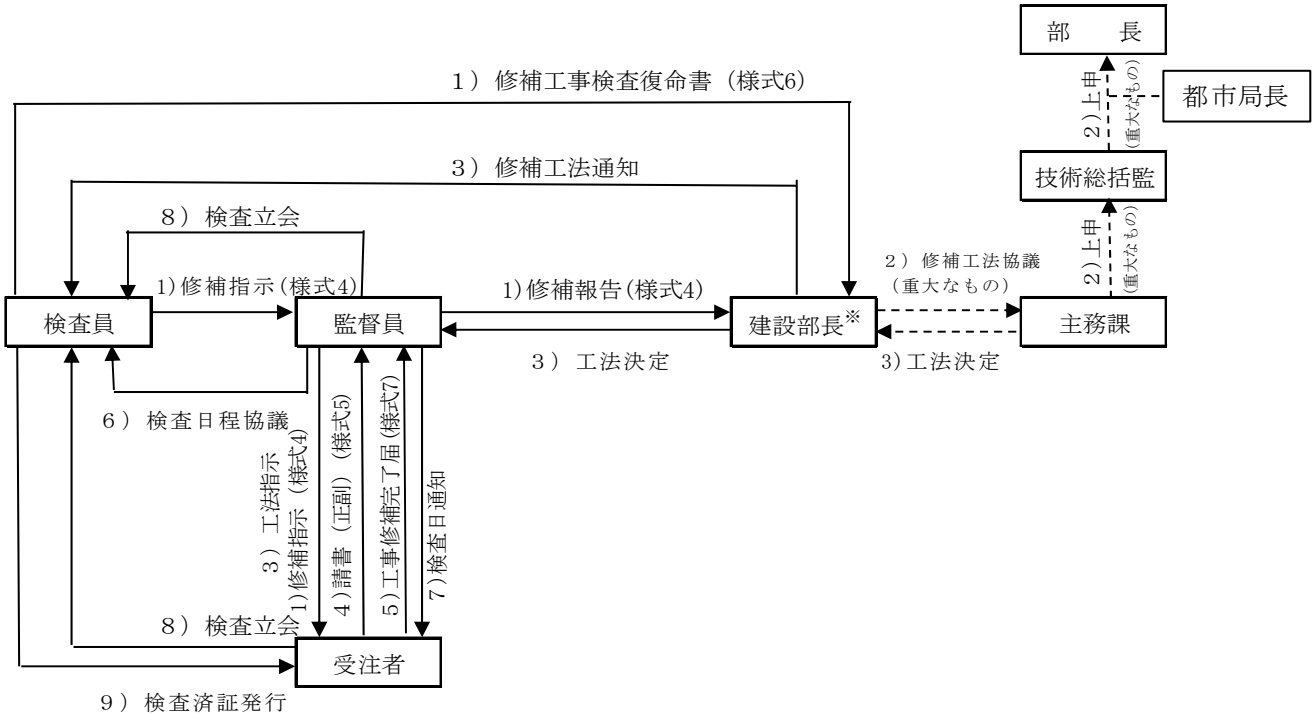 部　　長
1）修補工事検査復命書（様式6）
2)上申
(重大なもの)
都市局長
3）修補工法通知
技術総括監
8）検査立会
2)上申
(重大なもの)
2）修補工法協議
（重大なもの）
1)修補指示(様式4)
1)修補報告(様式4)
検査員
監督員
建設部長※
主務課
3）工法決定
3)工法決定
6）検査日程協議
3）工法指示
1)修補指示（様式4）
4)請書（正副）(様式5)
5)工事修補完了届(様式7)
7)検査日通知
8）検査立会
受注者
9）検査済証発行